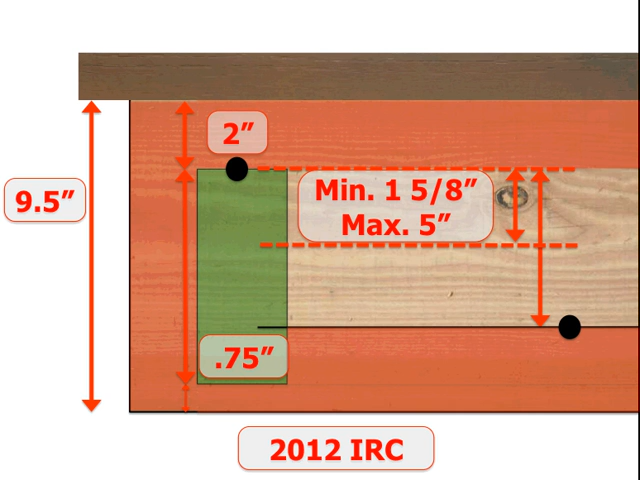 2”
9.5”
Min. 1 5/8”
Max. 5”
.75”
2012 IRC